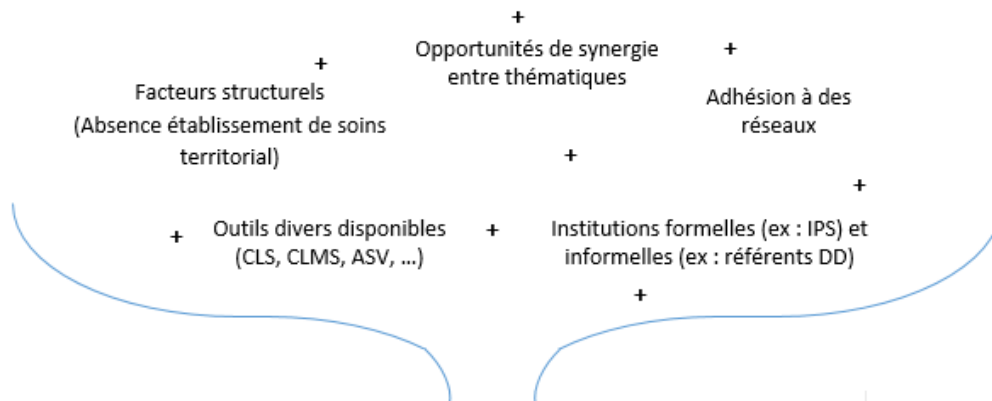 +
Opportunités de synergie
entre thématiques
+
+
Facteurs structurels
(Absence établissement de soins
territorial)
Adhésion à des
réseaux
+
+
+
Outils divers disponibles
(CLS, CLMS, ASV, …)
+
Institutions formelles (ex : IPS) et
informelles (ex : référents DD)
+